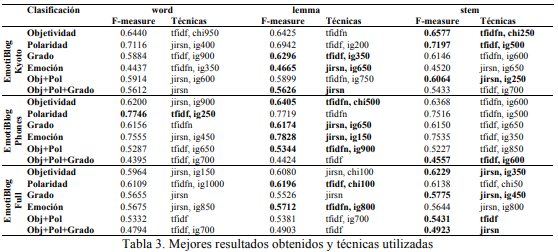 Clasificación word lemma stem
F-measure Técnicas F-measure Técnicas F-measure Técnicas
EmotiBlog Kyoto
Objetividad 0.6440 tfidf, chi950 0.6425 tfidfn 0.6577 tfidfn, chi250
Polaridad 0.7116 jirsn, ig400 0.6942 tfidf, ig200 0.7197 tfidf, ig500
Grado 0.5884 tfidf, ig900 0.6296 tfidf, ig350 0.6146 tfidf, ig600
Emoción 0.4437 tfidfn, ig350 0.4665 jirsn, ig650 0.4520 jirsn, ig650
Obj+Pol 0.5914 jirsn, ig600 0.5899 tfidfn, ig750 0.6064 jirsn, ig250
Obj+Pol+Grado 0.5612 jirsn 0.5626 jirsn 0.5433 tfidf, ig700
EmotiBlog Phones
Objetividad 0.6200 jirsn, ig900 0.6405 tfidfn, chi500 0.6368 tfidfn, ig600
Polaridad 0.7746 tfidf, ig250 0.7719 tfidfn 0.7516 tfidfn, ig500
Grado 0.6156 tfidfn 0.6174 jirsn, ig650 0.6150 tfidf, ig650
Emoción 0.7555 jirsn, ig450 0.7828 jirsn, ig150 0.7535 tfidf, ig350
Obj+Pol 0.5287 tfidf, ig650 0.5344 tfidfn, ig900 0.5227 tfidf, ig850
Obj+Pol+Grado 0.4395 tfidf, ig700 0.4424 tfidf 0.4557 tfidf, ig600
EmotiBlog Full
Objetividad 0.5964 jirsn, ig150 0.6080 jirsn, chi100 0.6229 jirsn, ig350
Polaridad 0.6109 tfidfn, ig1000 0.6196 tfidf, chi100 0.6138 tfidf, chi50
Grado 0.5655 jirsn 0.5526 jirsn 0.5775 jirsn, ig450
Emoción 0.5675 jirsn, ig850 0.5712 tfidfn, ig800 0.5644 jirsn, ig800
Obj+Pol 0.5332 tfidf 0.5381 tfidf, ig700 0.5431 tfidf
Obj+Pol+Grado 0.4794 tfidf, ig700 0.4903 tfidf 0.4923 jirsn
Tabla 3. Mejores resultados obtenidos y técnicas utilizadas